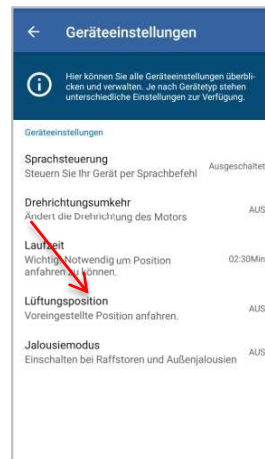 Geräteeinstellungen
Hier können Sie alle Geräteeinstellungen überbli-
cken und verwalten. Je nach Gerätetyp stehen
unterschiedliche Einstellungen zur Verfügung.
Geräteeinstellungen
Sprachsteuerung
Steuern Sie Ihr Gerät per Sprachbefehl
Ausgeschaltet
Drehrichtungsumkehr
Ändert die Drehrichtung des Motors
AUS
Laufzeit
Wichtig! Notwendig um Position
anfahren zu können.
02:30Min
Lüftungsposition
Voreingestellte Position anfahren.
AUS
Jalousiemodus
Einschalten bei Raffstoren und Außenjalousien
AUS